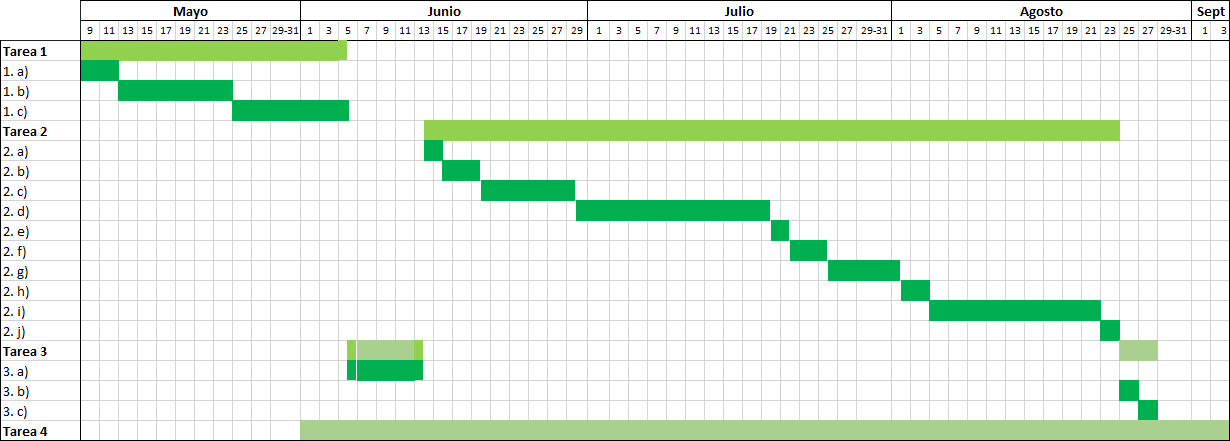 Mayo Junio Julio Agosto Sept
9 11 13 15 17 19 21 23 25 27 29-31 1 3 5 7 9 11 13 15 17 19 21 23 25 27 29 1 3 5 7 9 11 13 15 17 19 21 23 25 27 29-31 1 3 5 7 9 11 13 15 17 19 21 23 25 27 29-31 1 3
Tarea 1
1. a)
1. b)
1. c)
Tarea 2
2. a)
2. b)
2. c)
2. d)
2. e)
2. f)
2. g)
2. h)
2. i)
2. j)
Tarea 3
3. a)
3. b)
3. c)
Tarea 4